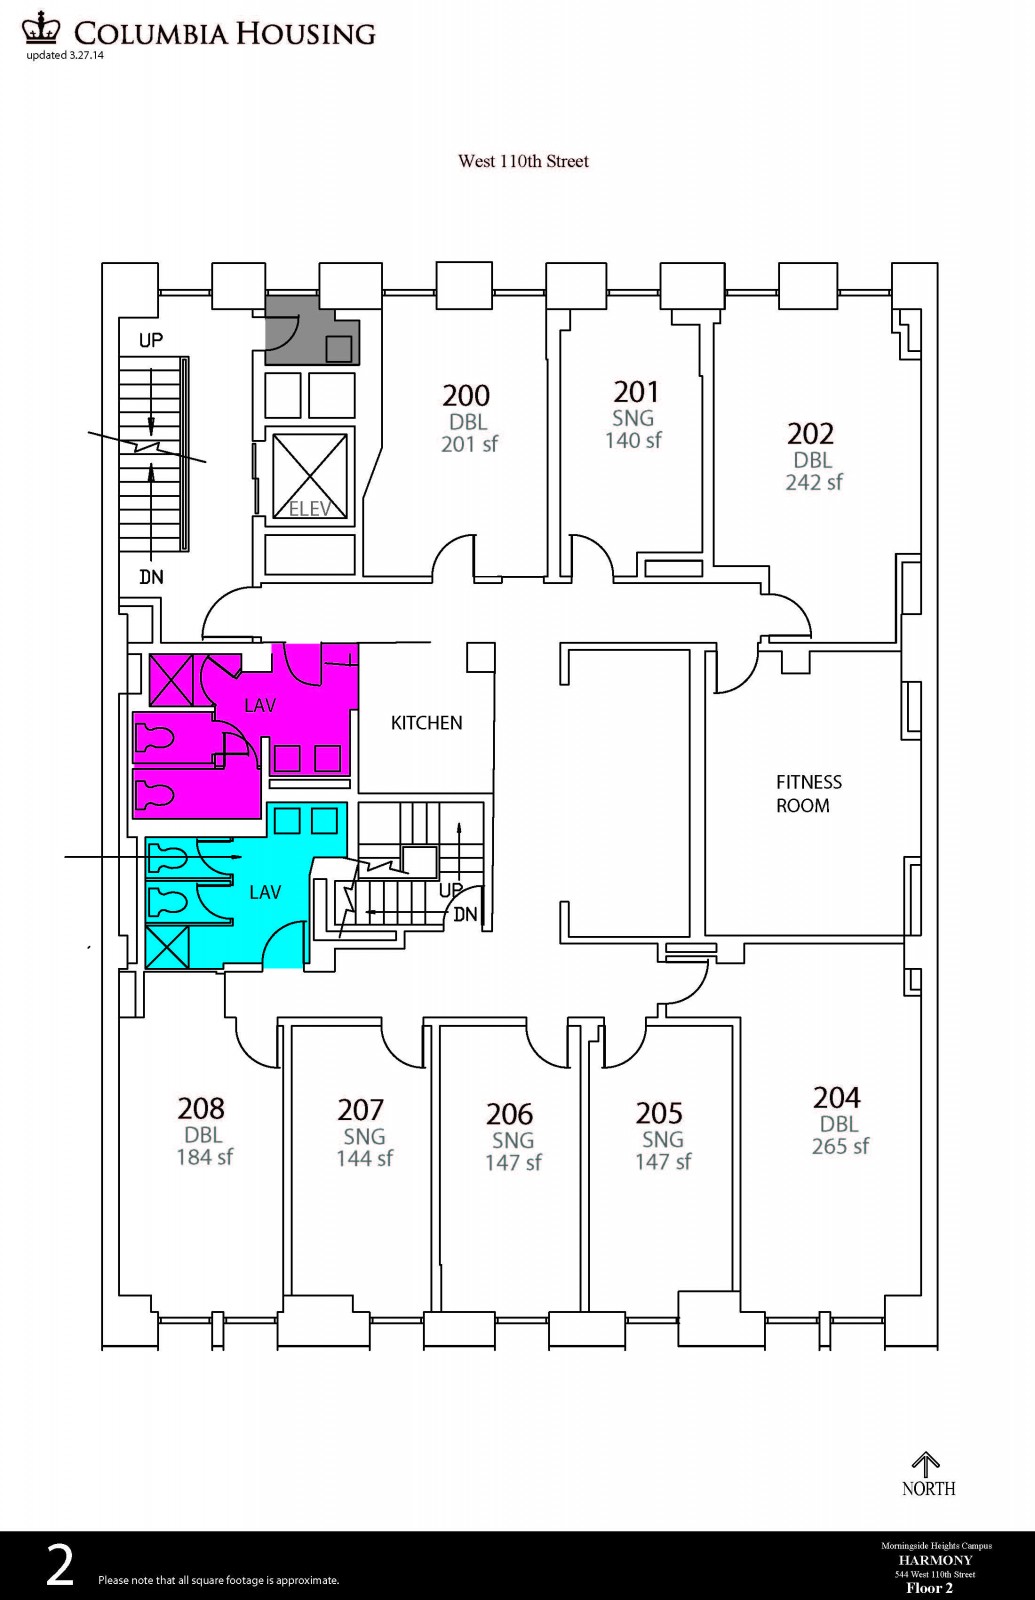 COLUMBIA HOUSING
updated 3.27.14
West 110th Street
UP
200
DBL
201 sf
201
SNG
140 sf
202
DBL
242 sf
ELEV
DN
LAV
KITCHEN
FITNESS
ROOM
LAV
UP
DN
208
DBL
184 sf
207
SNG
144 sf
206
SNG
147 sf
205
SNG
147 sf
204
DBL
265 sf
NORTH
2
Please note that all square footage is approximate.
Morningside Heights Campus
HARMONY
544 West 110th Street
Floor 2